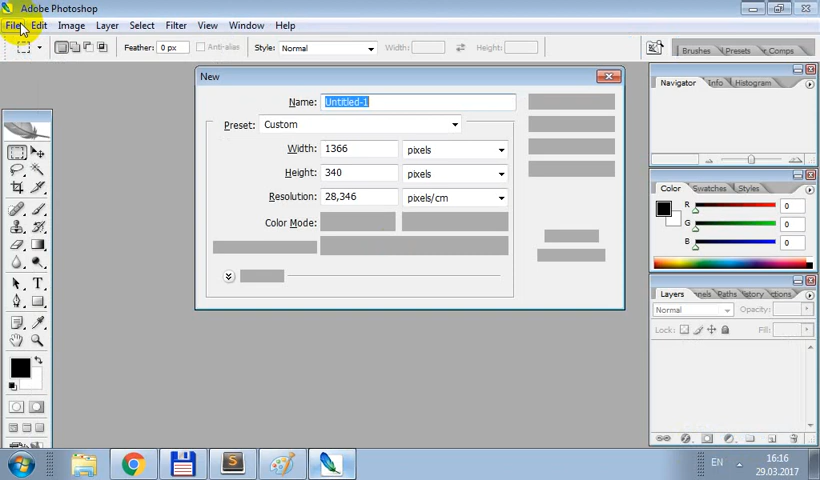 Adobe Photoshop
File Edit Image Layer Select Filter View Window Help
Feather: 0 px Anti-alias Style: Normal Width: Height: Brushes Presets r Comps
New
Name: Untitled-1
Preset: Custom
Width: 1366 pixels
Height: 340 pixels
Resolution: 28,346 pixels/cm
Color Mode:
Navigator Info Histogram
Color Swatches Styles
R 0
G 0
B 0
Layers nnels Paths History ctions
Normal Opacity:
Lock: Fill:
EN 16:16
29.03.2017